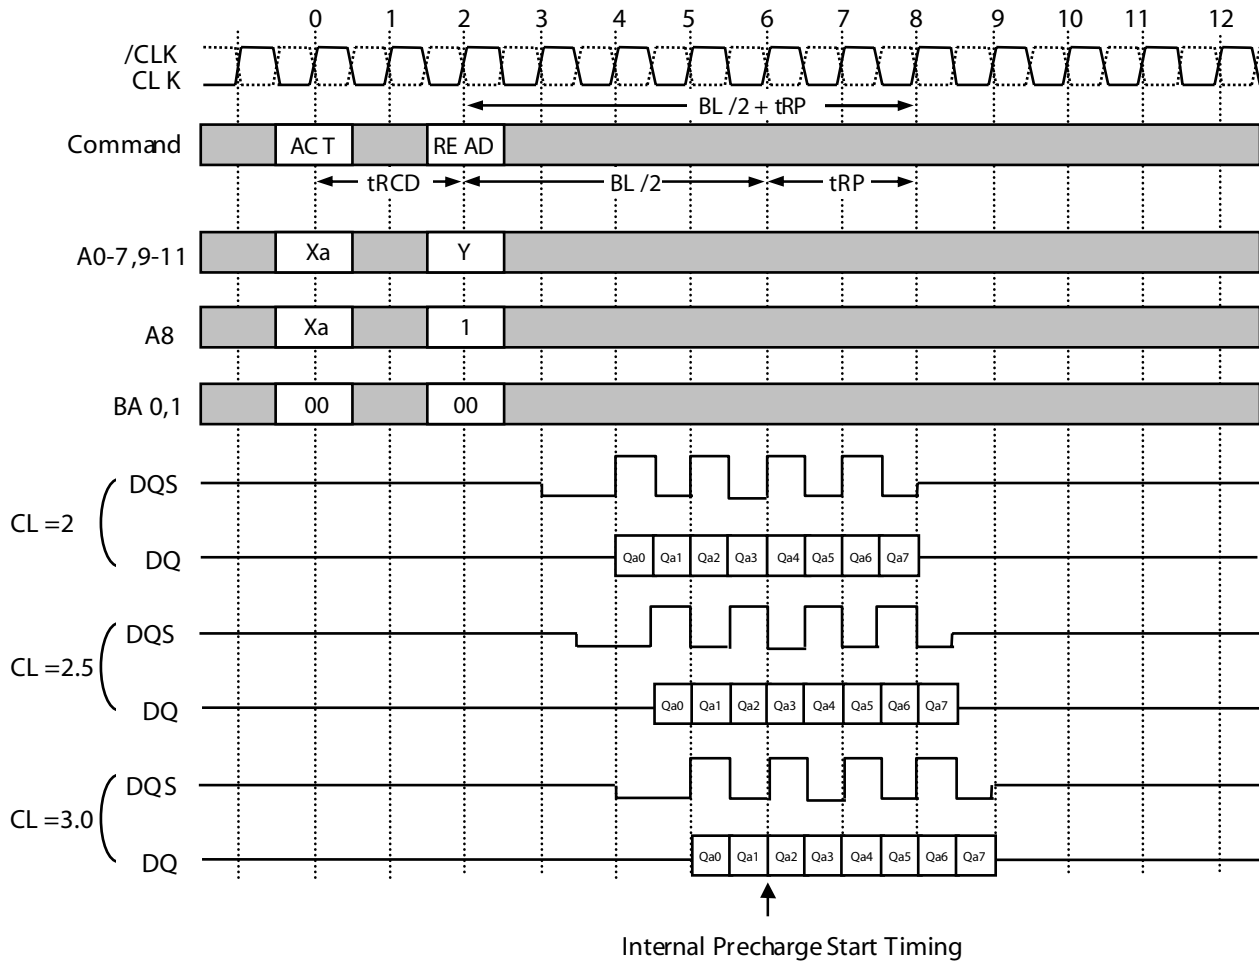 0 1 2 3 4 5 6 7 8 9 10 11 12
/CLK
CLK
BL /2 + tRP
Command ACT READ
tRCD BL /2 tRP
A0-7,9-11 Xa Y
A8 Xa 1
BA 0,1 00 00
DQS
CL =2
DQ Qa0 Qa1 Qa2 Qa3 Qa4 Qa5 Qa6 Qa7
DQS
CL =2.5
DQ Qa0 Qa1 Qa2 Qa3 Qa4 Qa5 Qa6 Qa7
DQS
CL =3.0
DQ Qa0 Qa1 Qa2 Qa3 Qa4 Qa5 Qa6 Qa7
Internal Precharge Start Timing